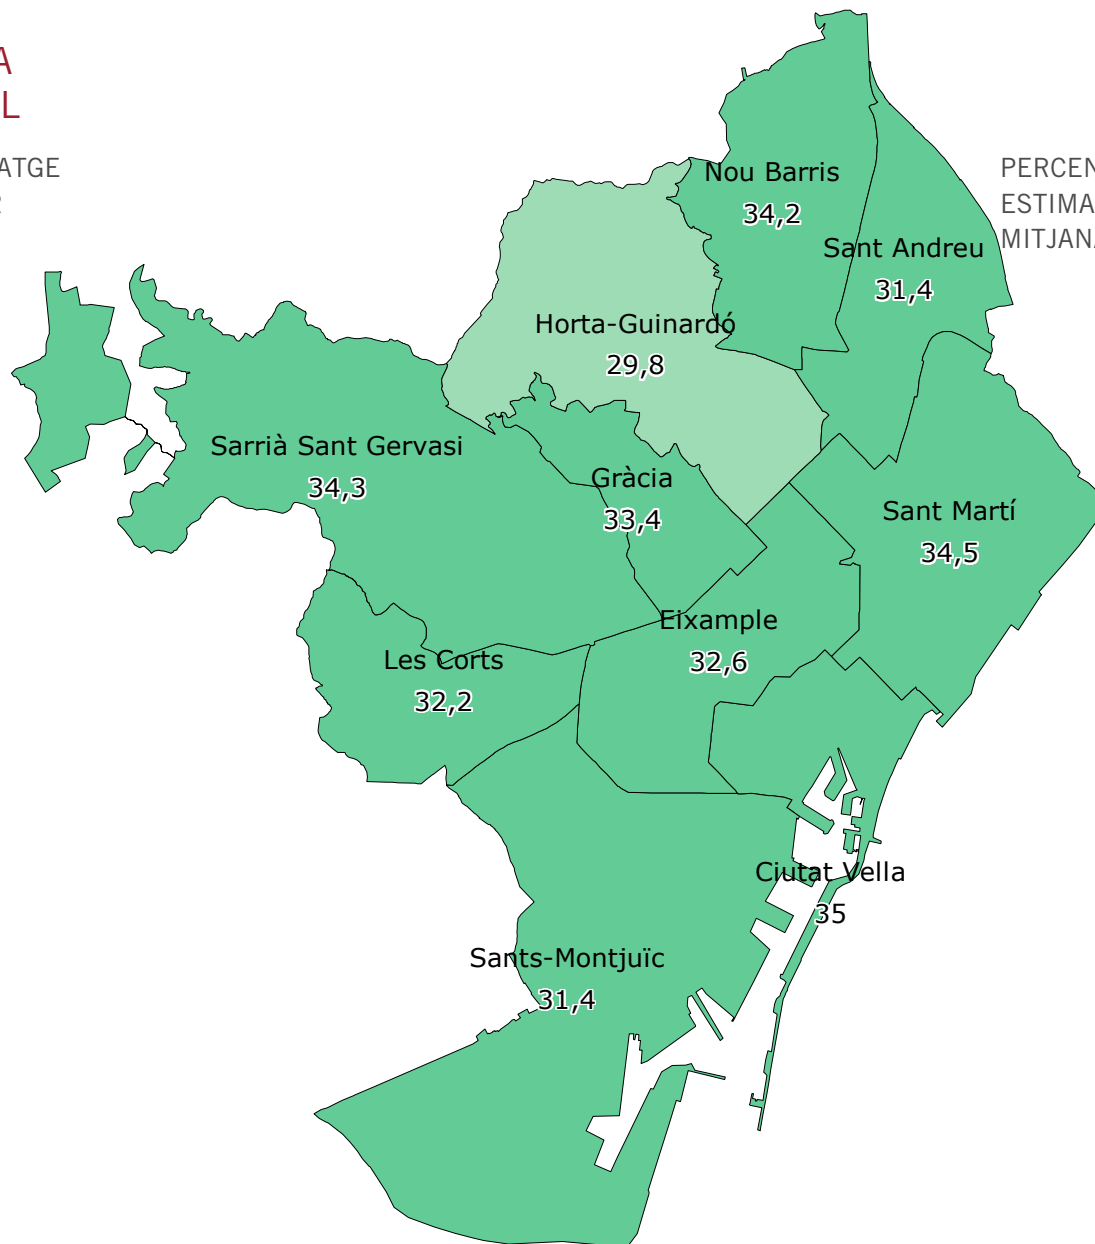 A
L
ATGE
PERCEN
ESTIMA
MITJANA
Nou Barris
34,2
Sant Andreu
31,4
Horta-Guinardó
29,8
Sarrià Sant Gervasi
34,3
Gràcia
33,4
Sant Martí
34,5
Eixample
32,6
Les Corts
32,2
Ciutat Vella
35
Sants-Montjuïc
31,4